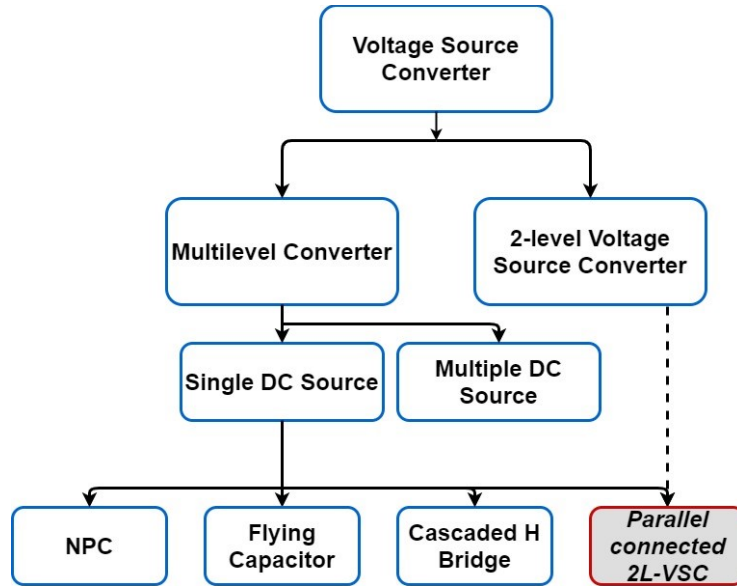 Voltage Source
Converter
Multilevel Converter
2-level Voltage
Source Converter
Single DC Source
Multiple DC
Source
NPC
Flying
Capacitor
Cascaded H
Bridge
Parallel
connected
2L-VSC